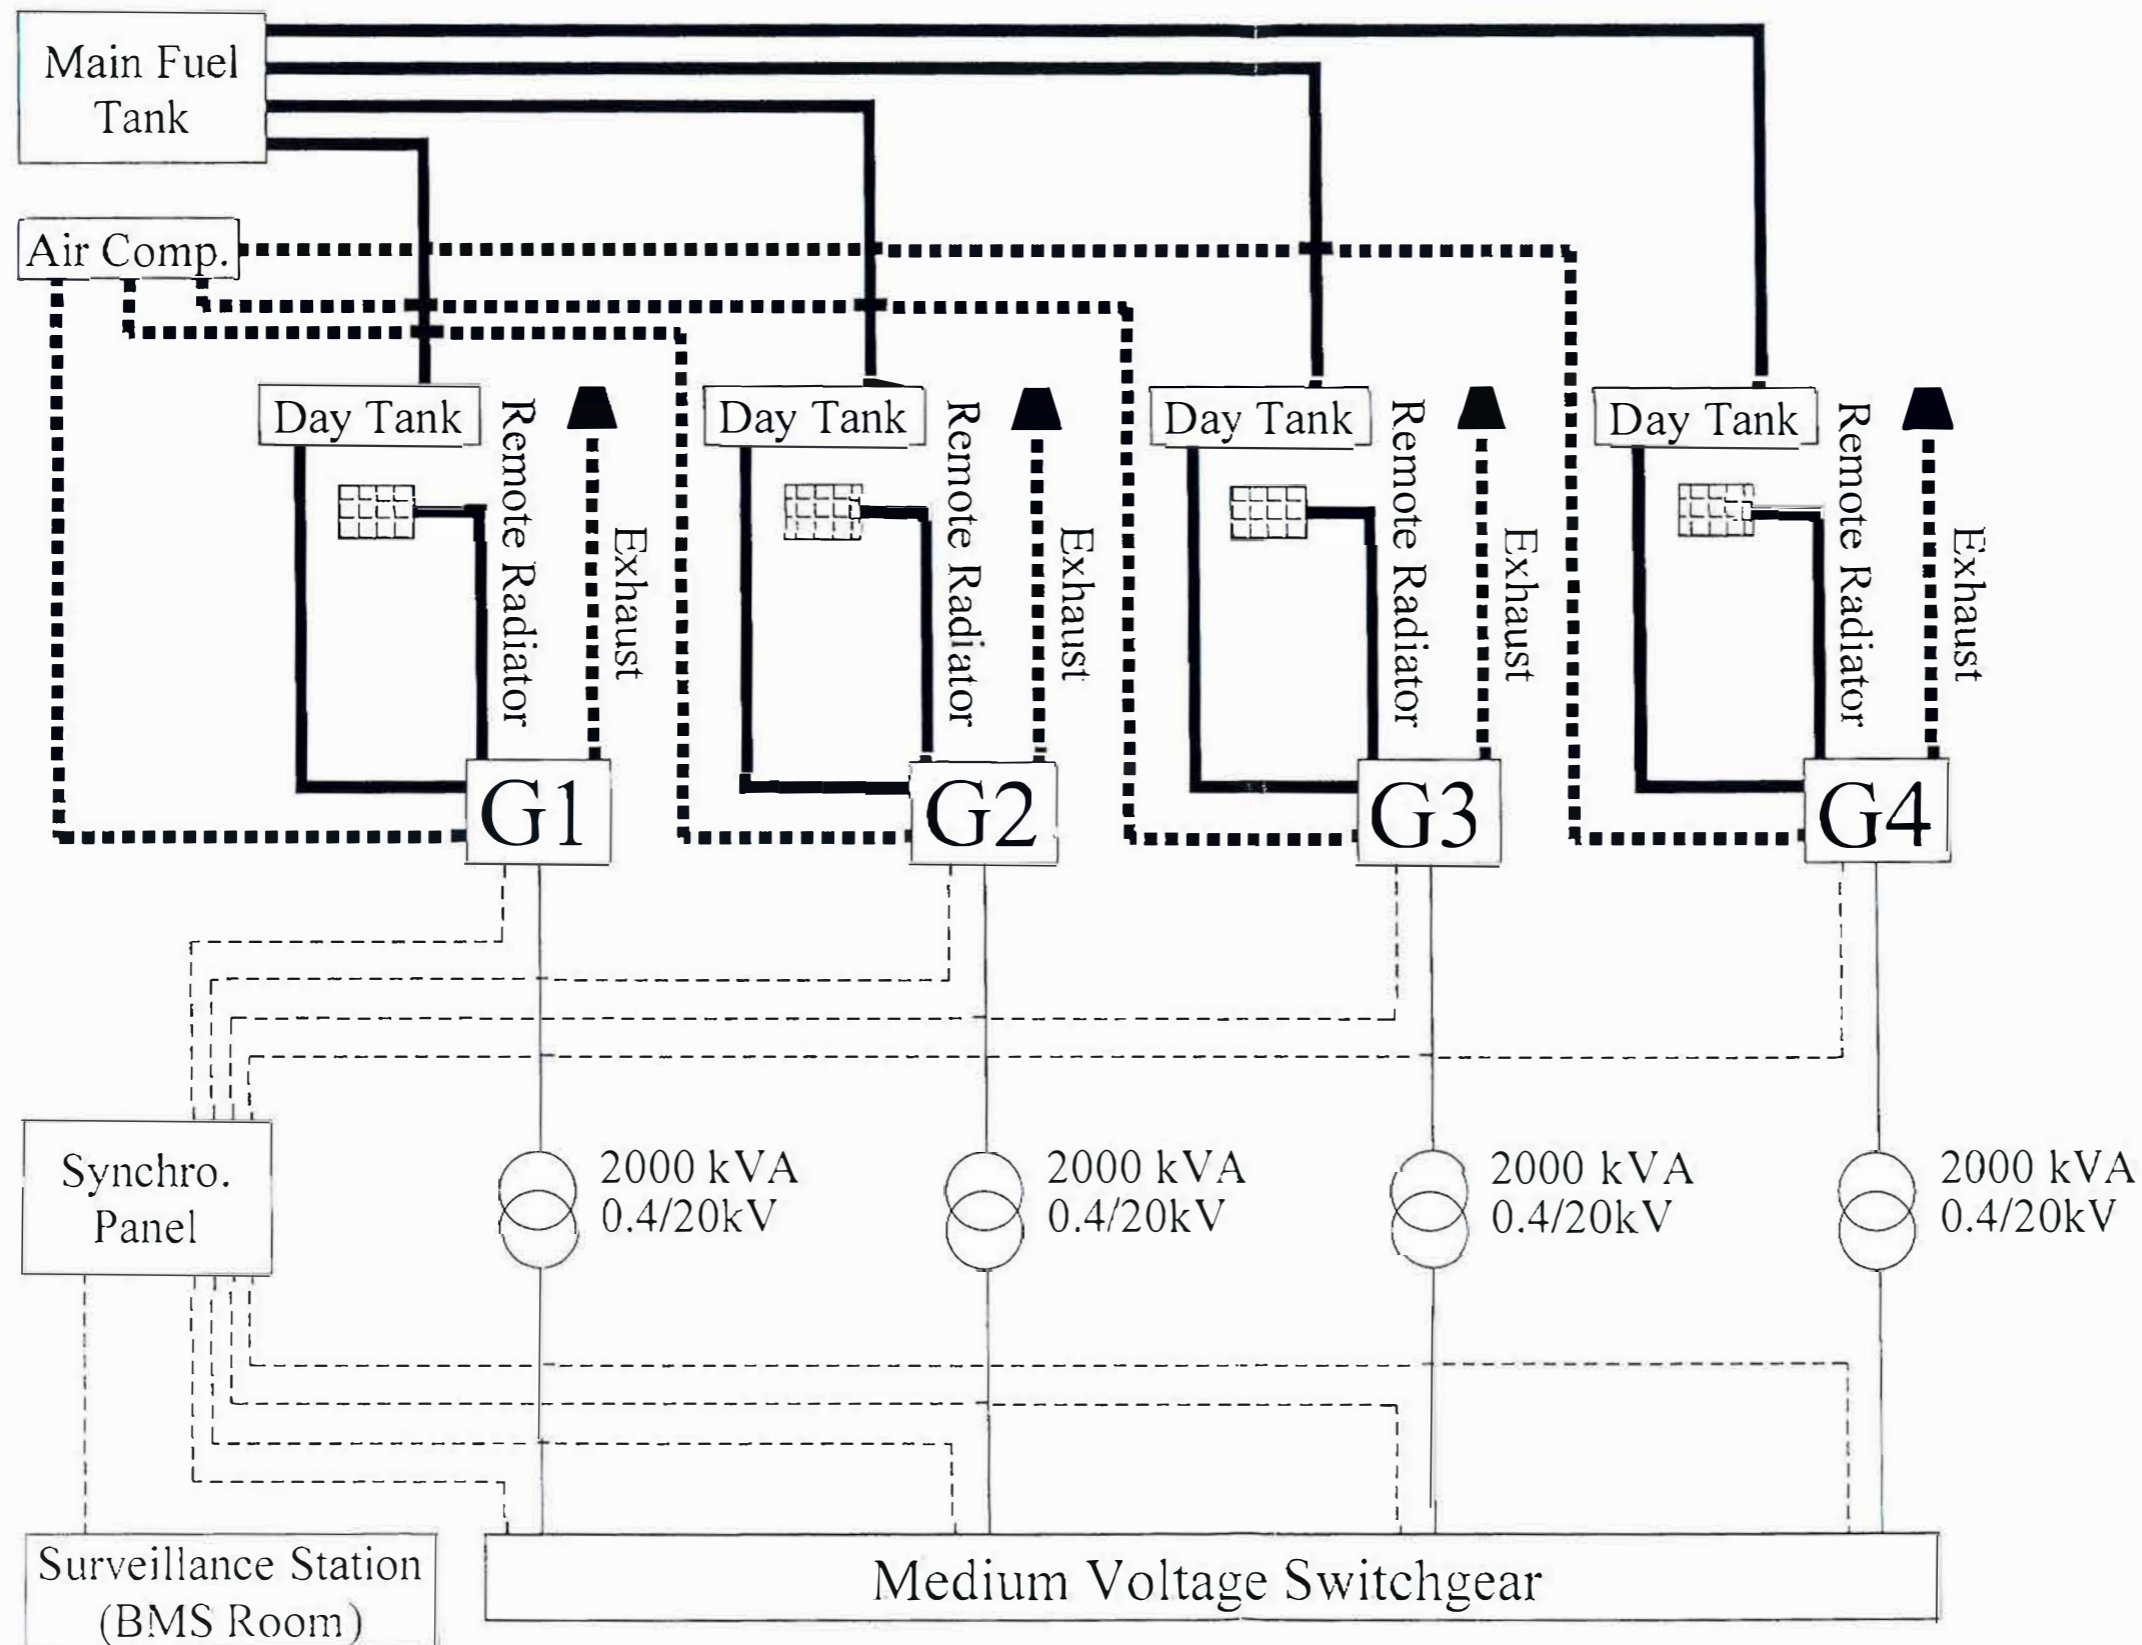 Main Fuel
Tank
Air Comp.
Day Tank
Remote Radiator
Exhaust
Day Tank
Remote Radiator
Exhaust
Day Tank
Remote Radiator
Exhaust
Day Tank
Remote Radiator
Exhaust
G1
G2
G3
G4
Synchro.
Panel
2000 kVA
0.4/20kV
2000 kVA
0.4/20kV
2000 kVA
0.4/20kV
2000 kVA
0.4/20kV
Surveillance Station
(BMS Room)
Medium Voltage Switchgear